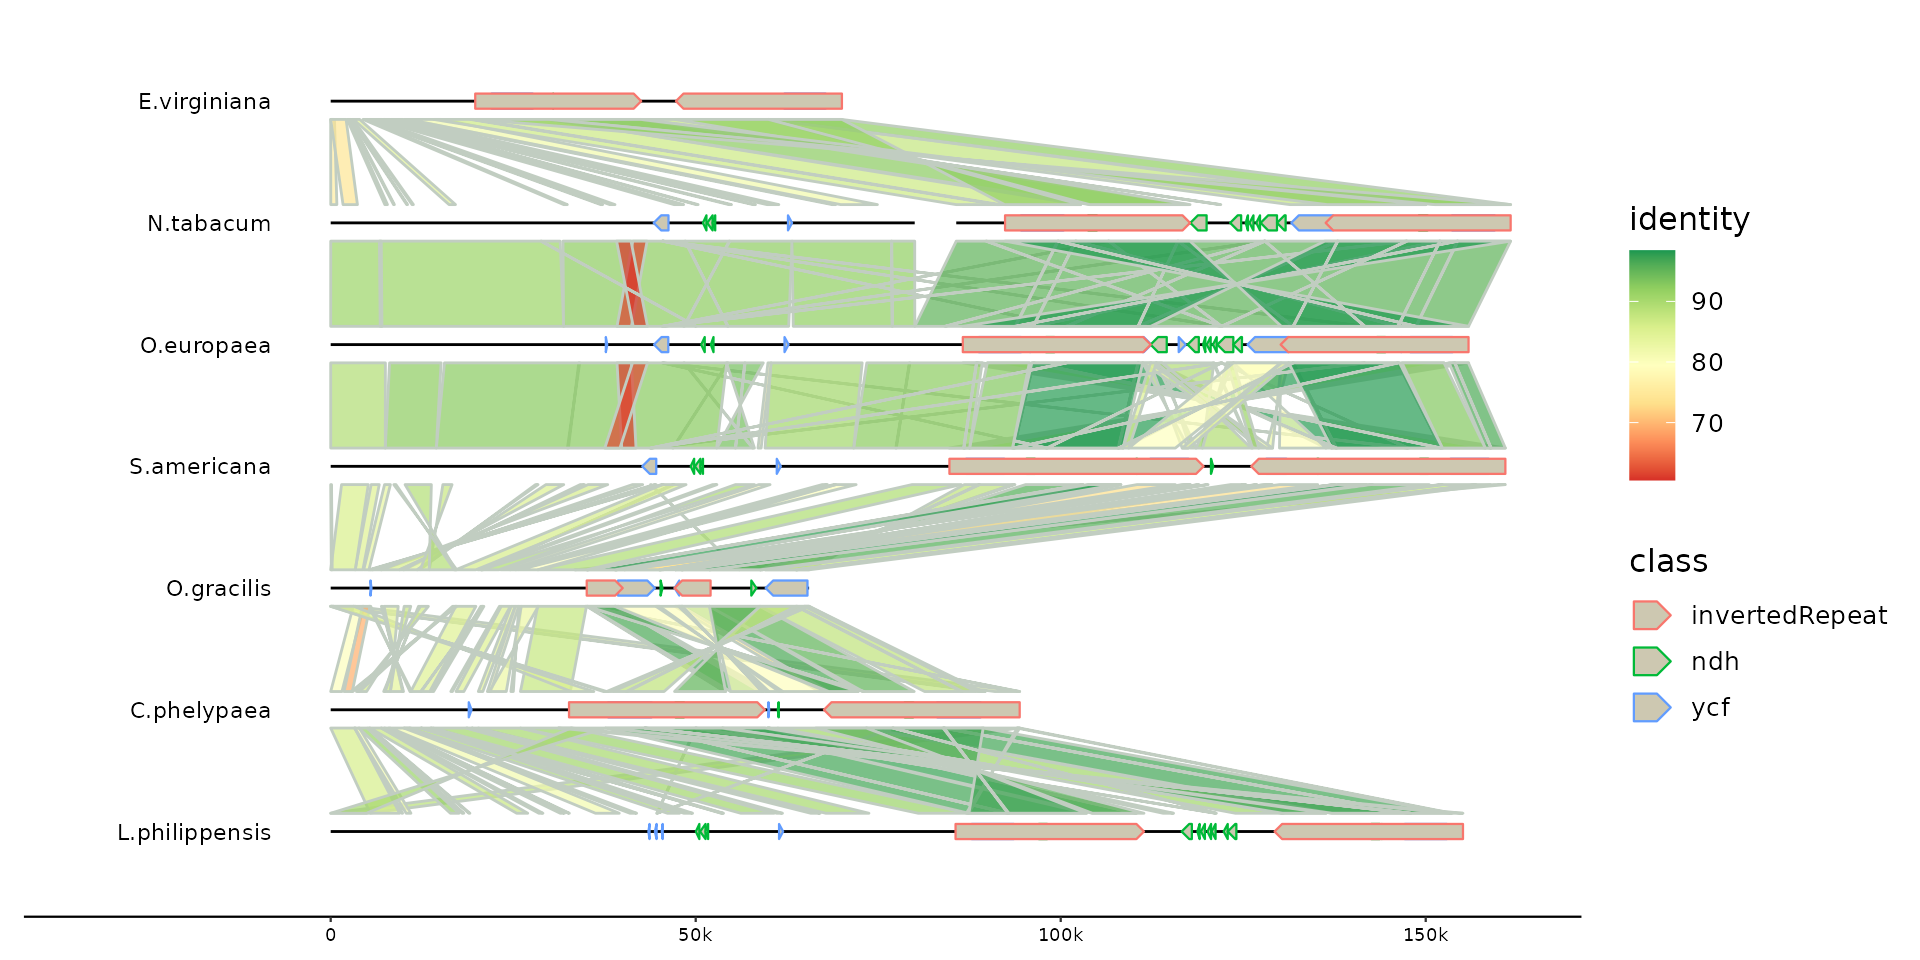 E.virginiana
N.tabacum
O.europaea
S.americana
O.gracilis
C.phelypaea
L.philippensis
0 50k 100k 150k
identity
90
80
70
class
invertedRepeat
ndh
ycf